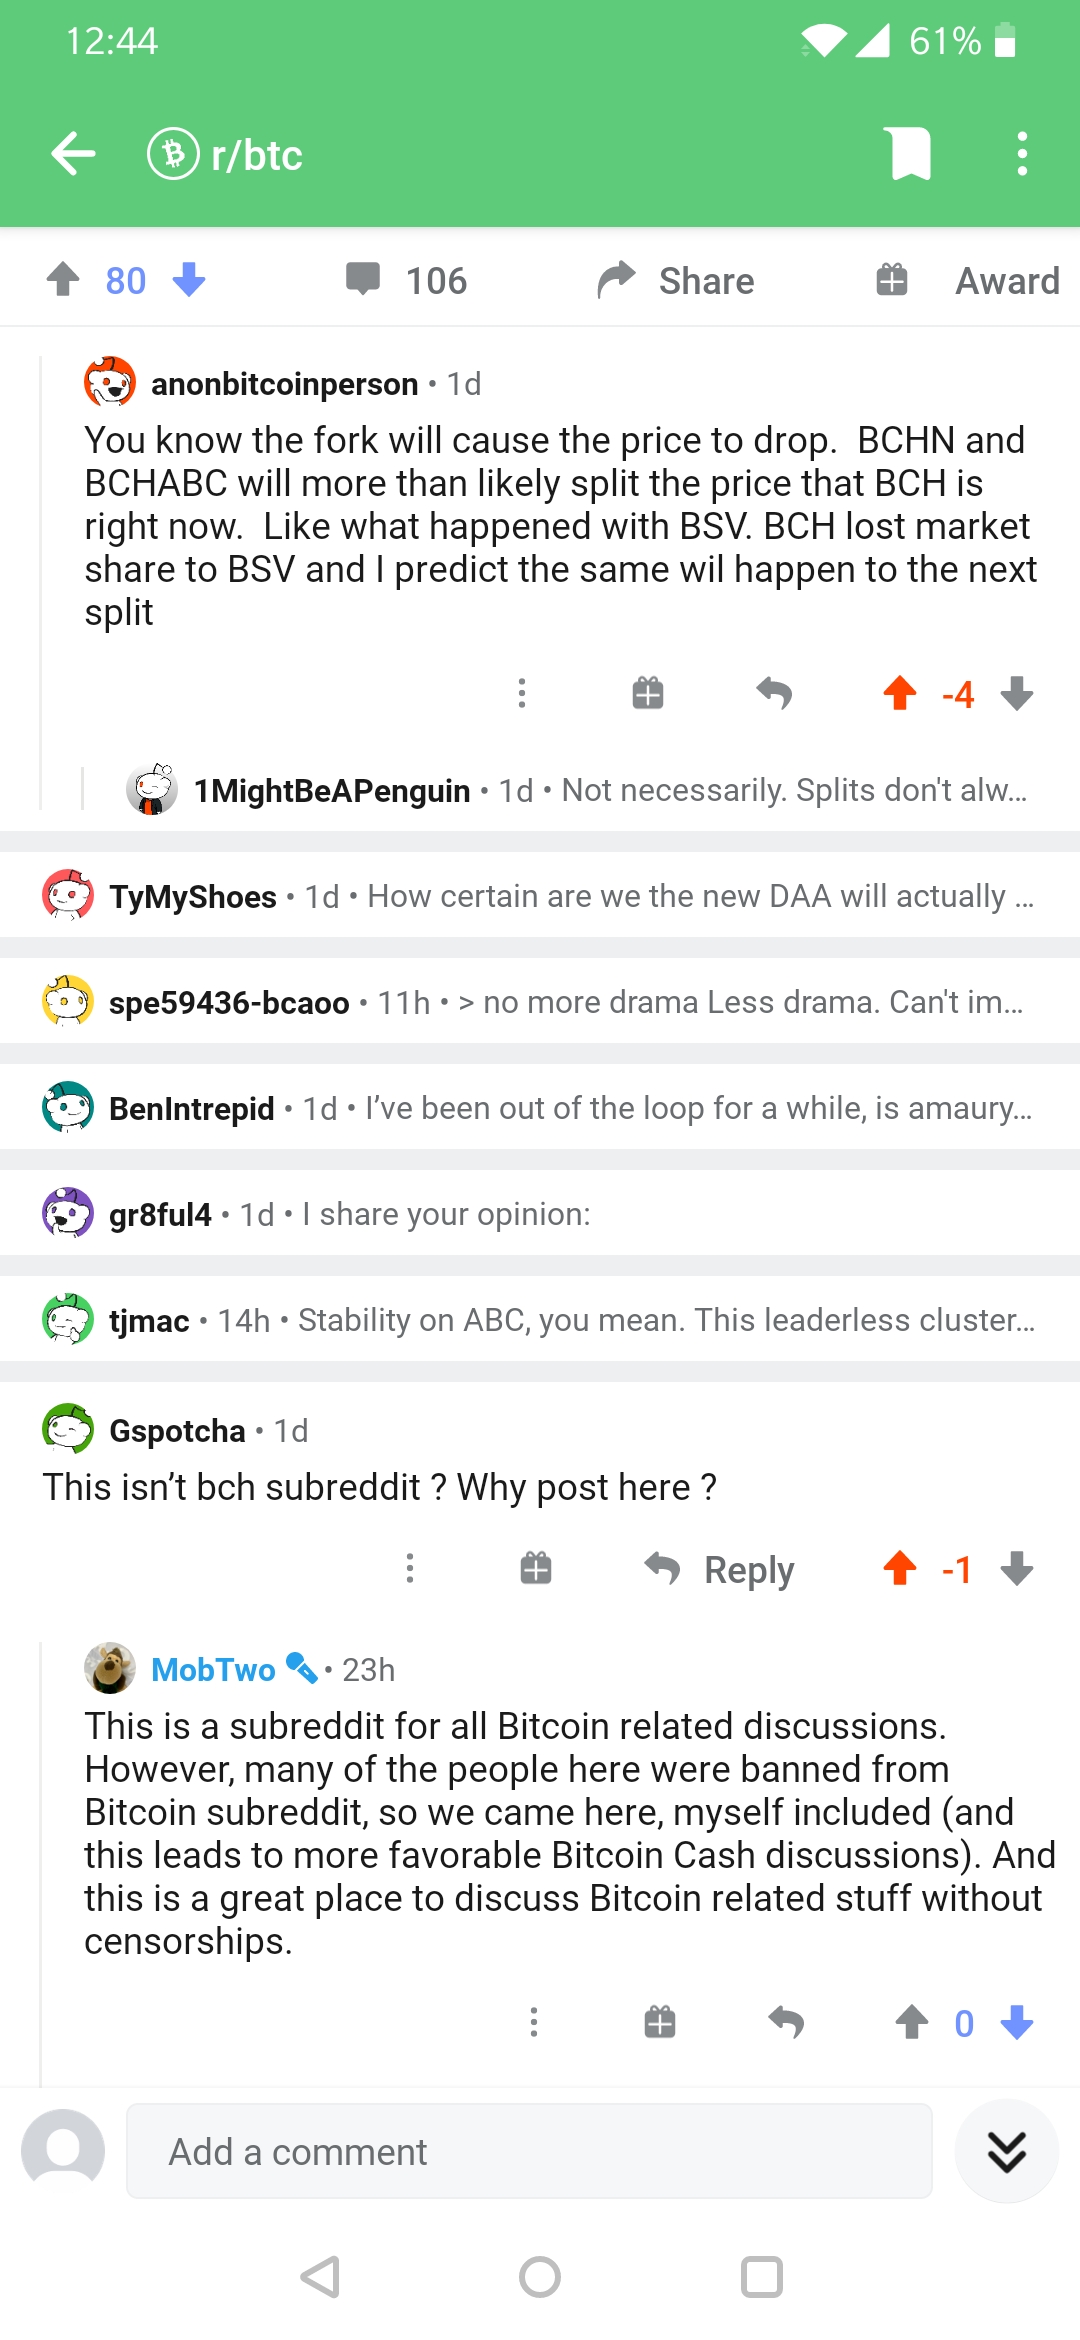 12:44
61%
r/btc
80
106
Share
Award
anonbitcoinperson • 1d
You know the fork will cause the price to drop.  BCHN and
BCHABC will more than likely split the price that BCH is
right now.  Like what happened with BSV. BCH lost market
share to BSV and I predict the same wil happen to the next
split
-4
1MightBeAPenguin • 1d • Not necessarily. Splits don't alw...
TyMyShoes • 1d • How certain are we the new DAA will actually ...
spe59436-bcaoo • 11h • > no more drama Less drama. Can't im...
BenIntrepid • 1d • I’ve been out of the loop for a while, is amaury...
gr8ful4 • 1d • I share your opinion:
tjmac • 14h • Stability on ABC, you mean. This leaderless cluster...
Gspotcha • 1d
This isn’t bch subreddit ? Why post here ?
Reply
-1
MobTwo • 23h
This is a subreddit for all Bitcoin related discussions.
However, many of the people here were banned from
Bitcoin subreddit, so we came here, myself included (and
this leads to more favorable Bitcoin Cash discussions). And
this is a great place to discuss Bitcoin related stuff without
censorships.
0
Add a comment